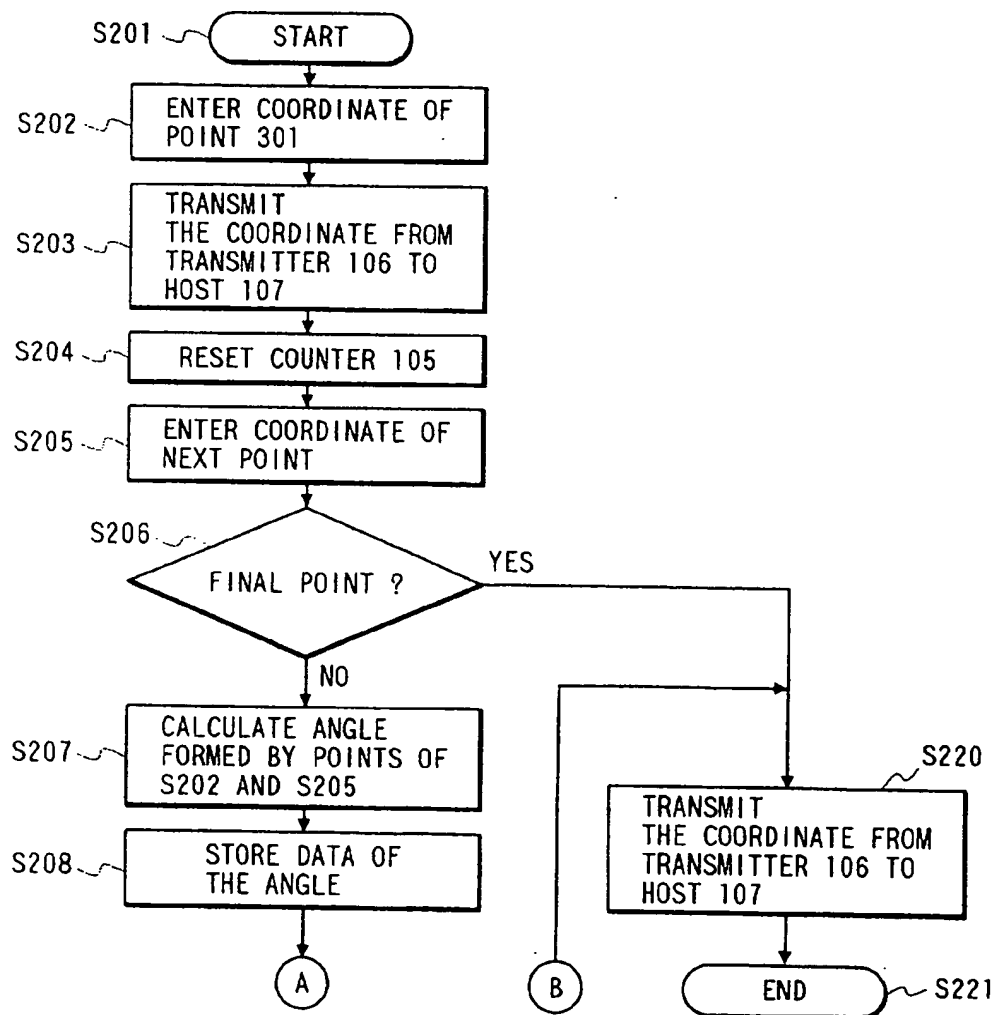 S201
START
S202
ENTER COORDINATE OF
POINT 301
S203
TRANSMIT
THE COORDINATE FROM
TRANSMITTER 106 TO
HOST 107
S204
RESET COUNTER 105
S205
ENTER COORDINATE OF
NEXT POINT
S206
FINAL POINT ?
YES
NO
S207
CALCULATE ANGLE
FORMED BY POINTS OF
S202 AND S205
S208
STORE DATA OF
THE ANGLE
A
B
S220
TRANSMIT
THE COORDINATE FROM
TRANSMITTER 106 TO
HOST 107
END
S221